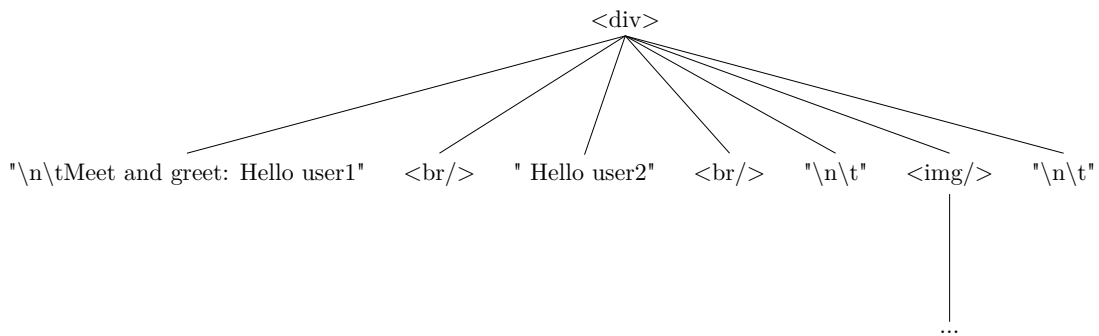 <div>
"\n\tMeet and greet: Hello user1" <br/> " Hello user2" <br/> "\n\t" <img/> "\n\t"
...